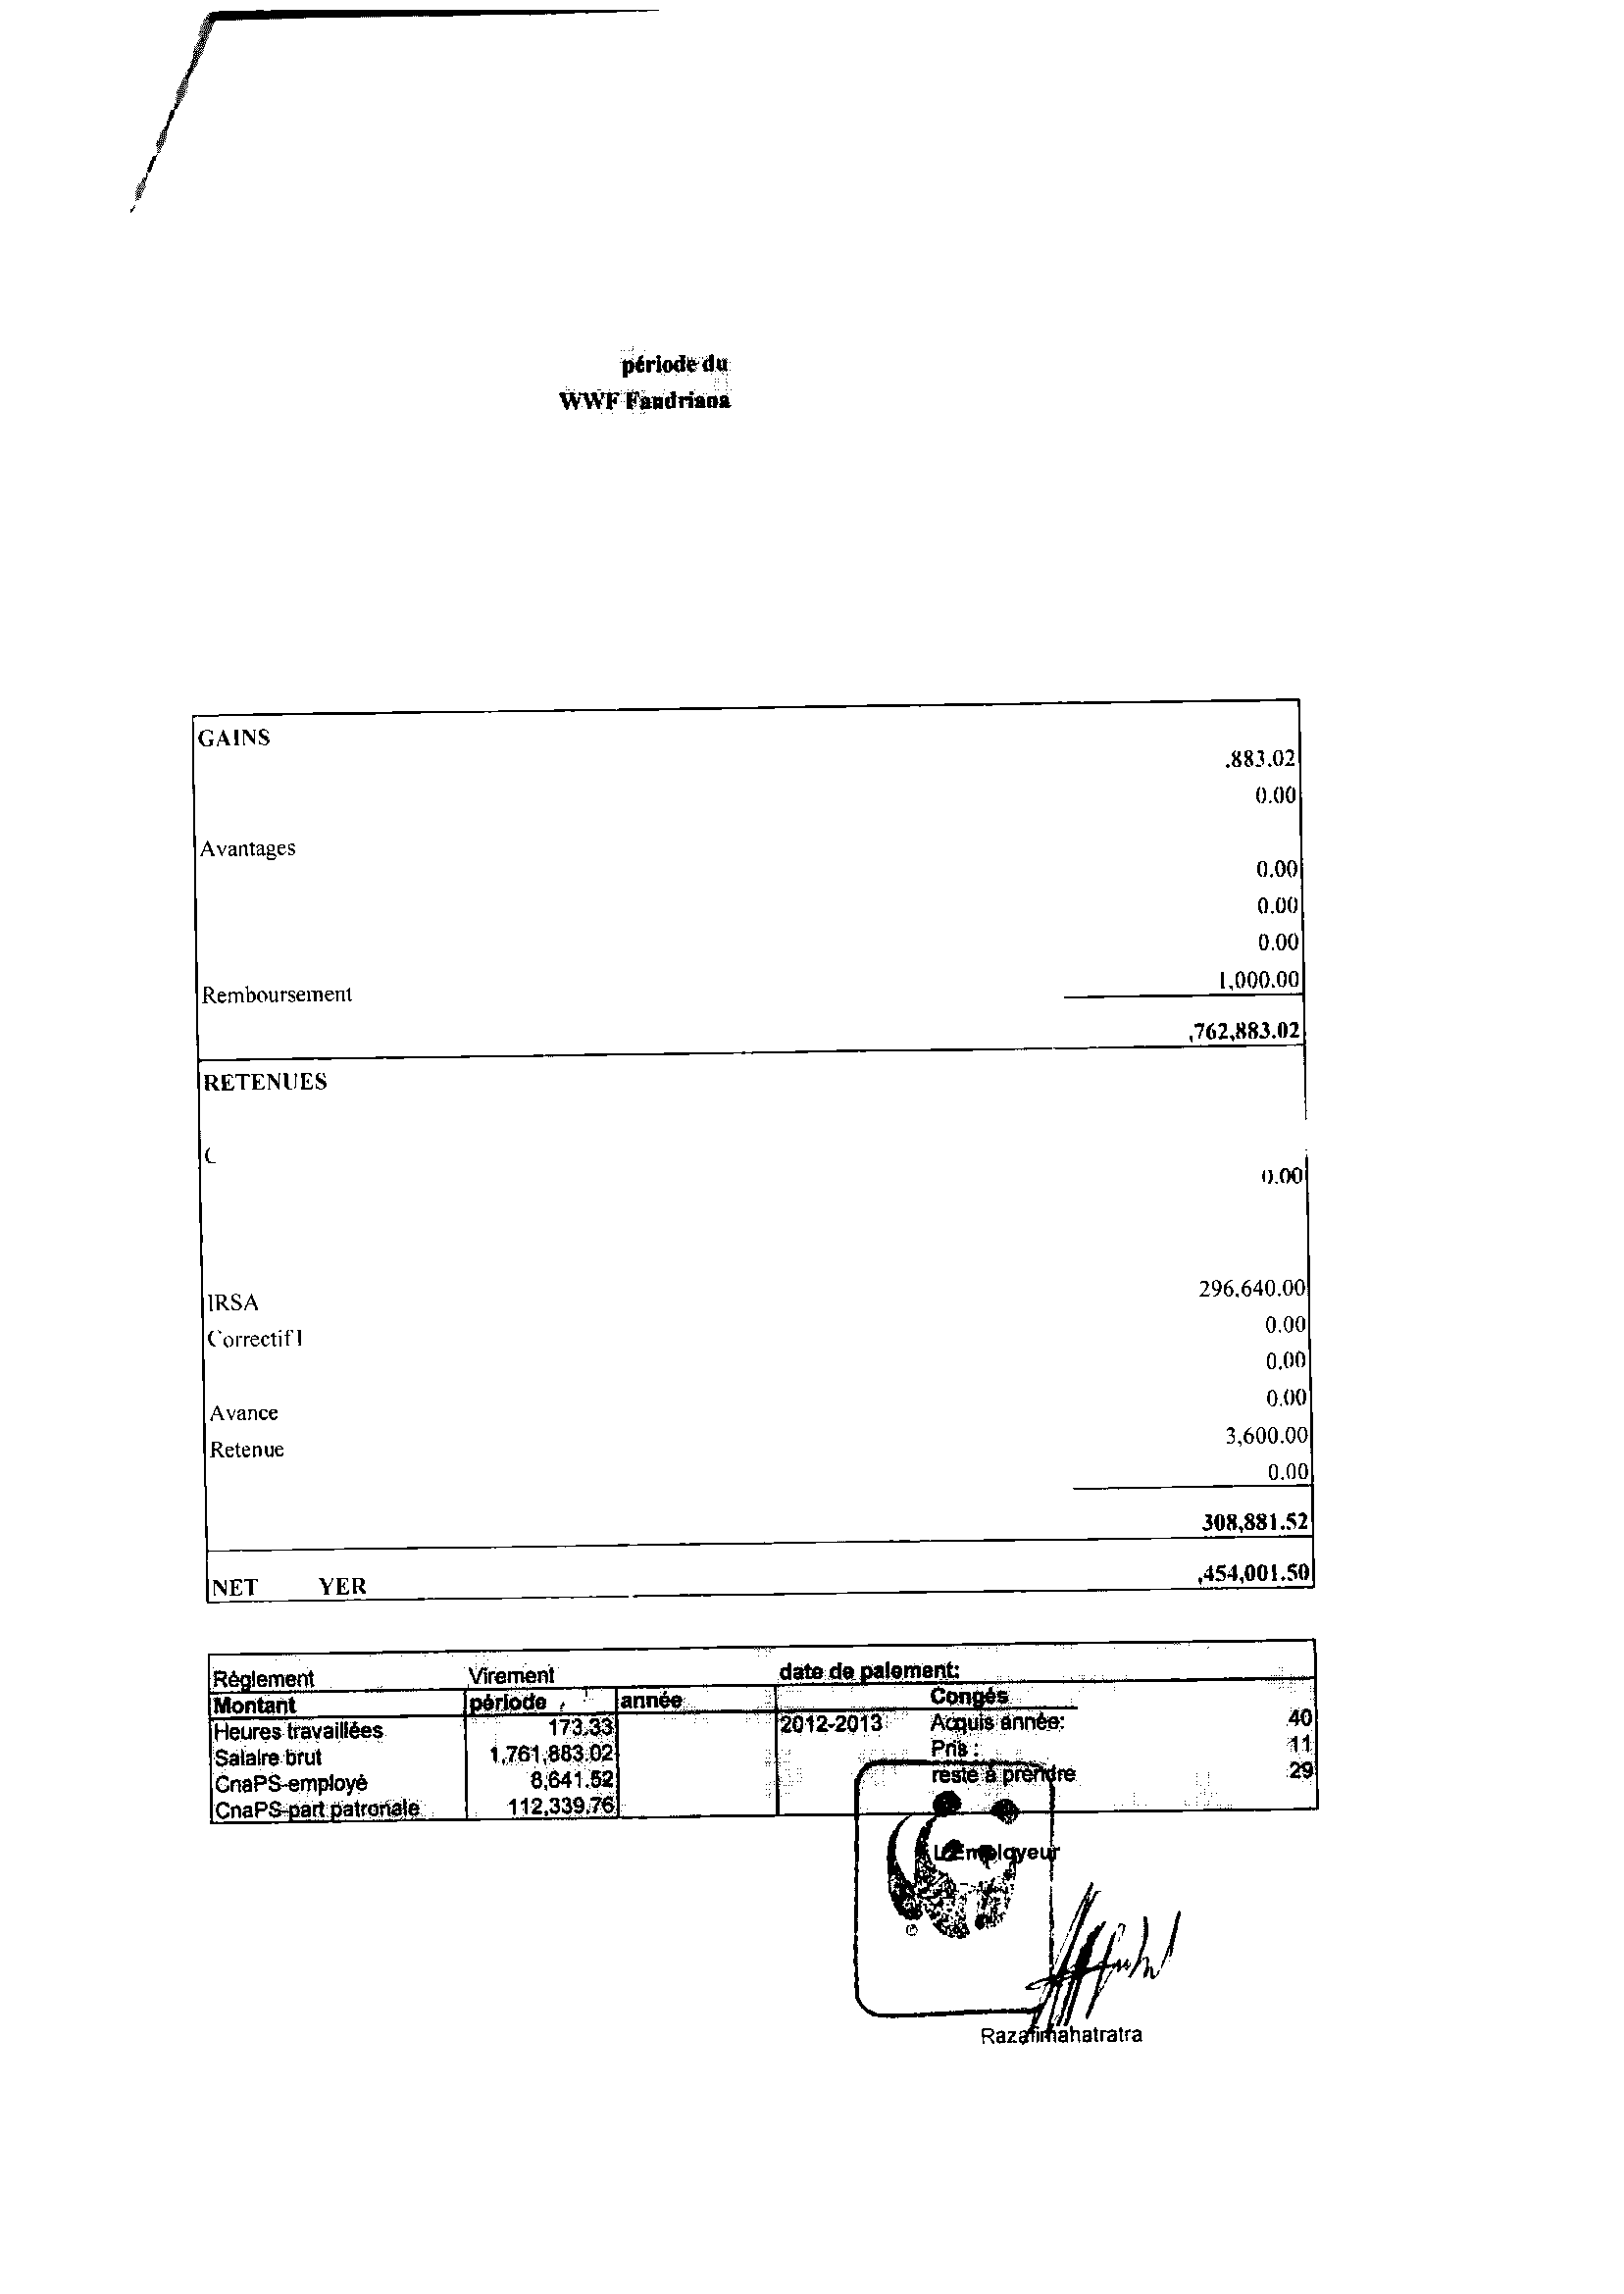 période du
WWF Fandriana
GAINS
.883.02
0.00
Avantages
0.00
0.00
0.00
Remboursement 1,000.00
,762,883.02
RETENUES
0.00
IRSA 296,640.00
Correctif 0.00
0.00
Avance 0.00
Retenue 3,600.00
0.00
308,881.52
NET YER ,454,001.50
Règlement Virement date de paiement:
Montant période année Congés
Heures travaillées 173.33 2012-2013 Acquis année: 40
Salaire brut 1,761,883.02 Pris : 11
CnaPS-employé 8,641.52 reste à prendre 29
CnaPS-part patronale 112,339.76
L'Employeur
©
Razafimahatratra